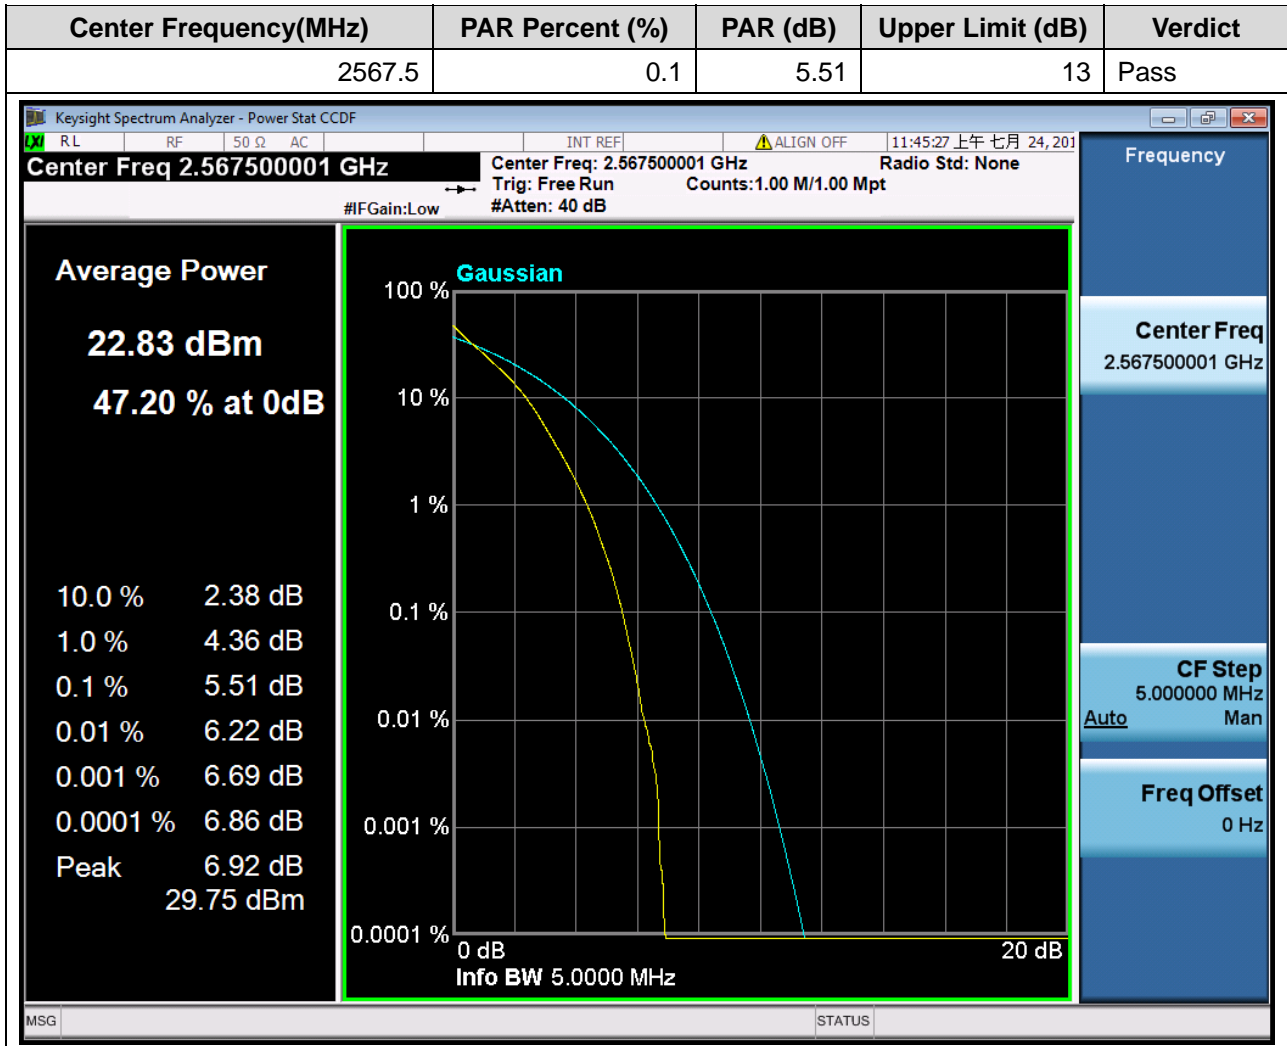 Center Frequency(MHz) PAR Percent (%) PAR (dB) Upper Limit (dB) Verdict
2567.5 0.1 5.51 13 Pass
Keysight Spectrum Analyzer - Power Stat CCDF
LXI RL RF 50 Ω AC INT REF ALIGN OFF 11:45:27 上午 七月 24, 201
Center Freq 2.567500001 GHz
#IFGain:Low
Center Freq: 2.567500001 GHz Radio Std: None
Trig: Free Run Counts:1.00 M/1.00 Mpt
#Atten: 40 dB
Average Power
22.83 dBm
47.20 % at 0dB
10.0 % 2.38 dB
1.0 % 4.36 dB
0.1 % 5.51 dB
0.01 % 6.22 dB
0.001 % 6.69 dB
0.0001 % 6.86 dB
Peak 6.92 dB
29.75 dBm
Gaussian
100 %
10 %
1 %
0.1 %
0.01 %
0.001 %
0.0001 %
0 dB 20 dB
Info BW 5.0000 MHz
Frequency
Center Freq
2.567500001 GHz
CF Step
5.000000 MHz
Auto Man
Freq Offset
0 Hz
MSG STATUS